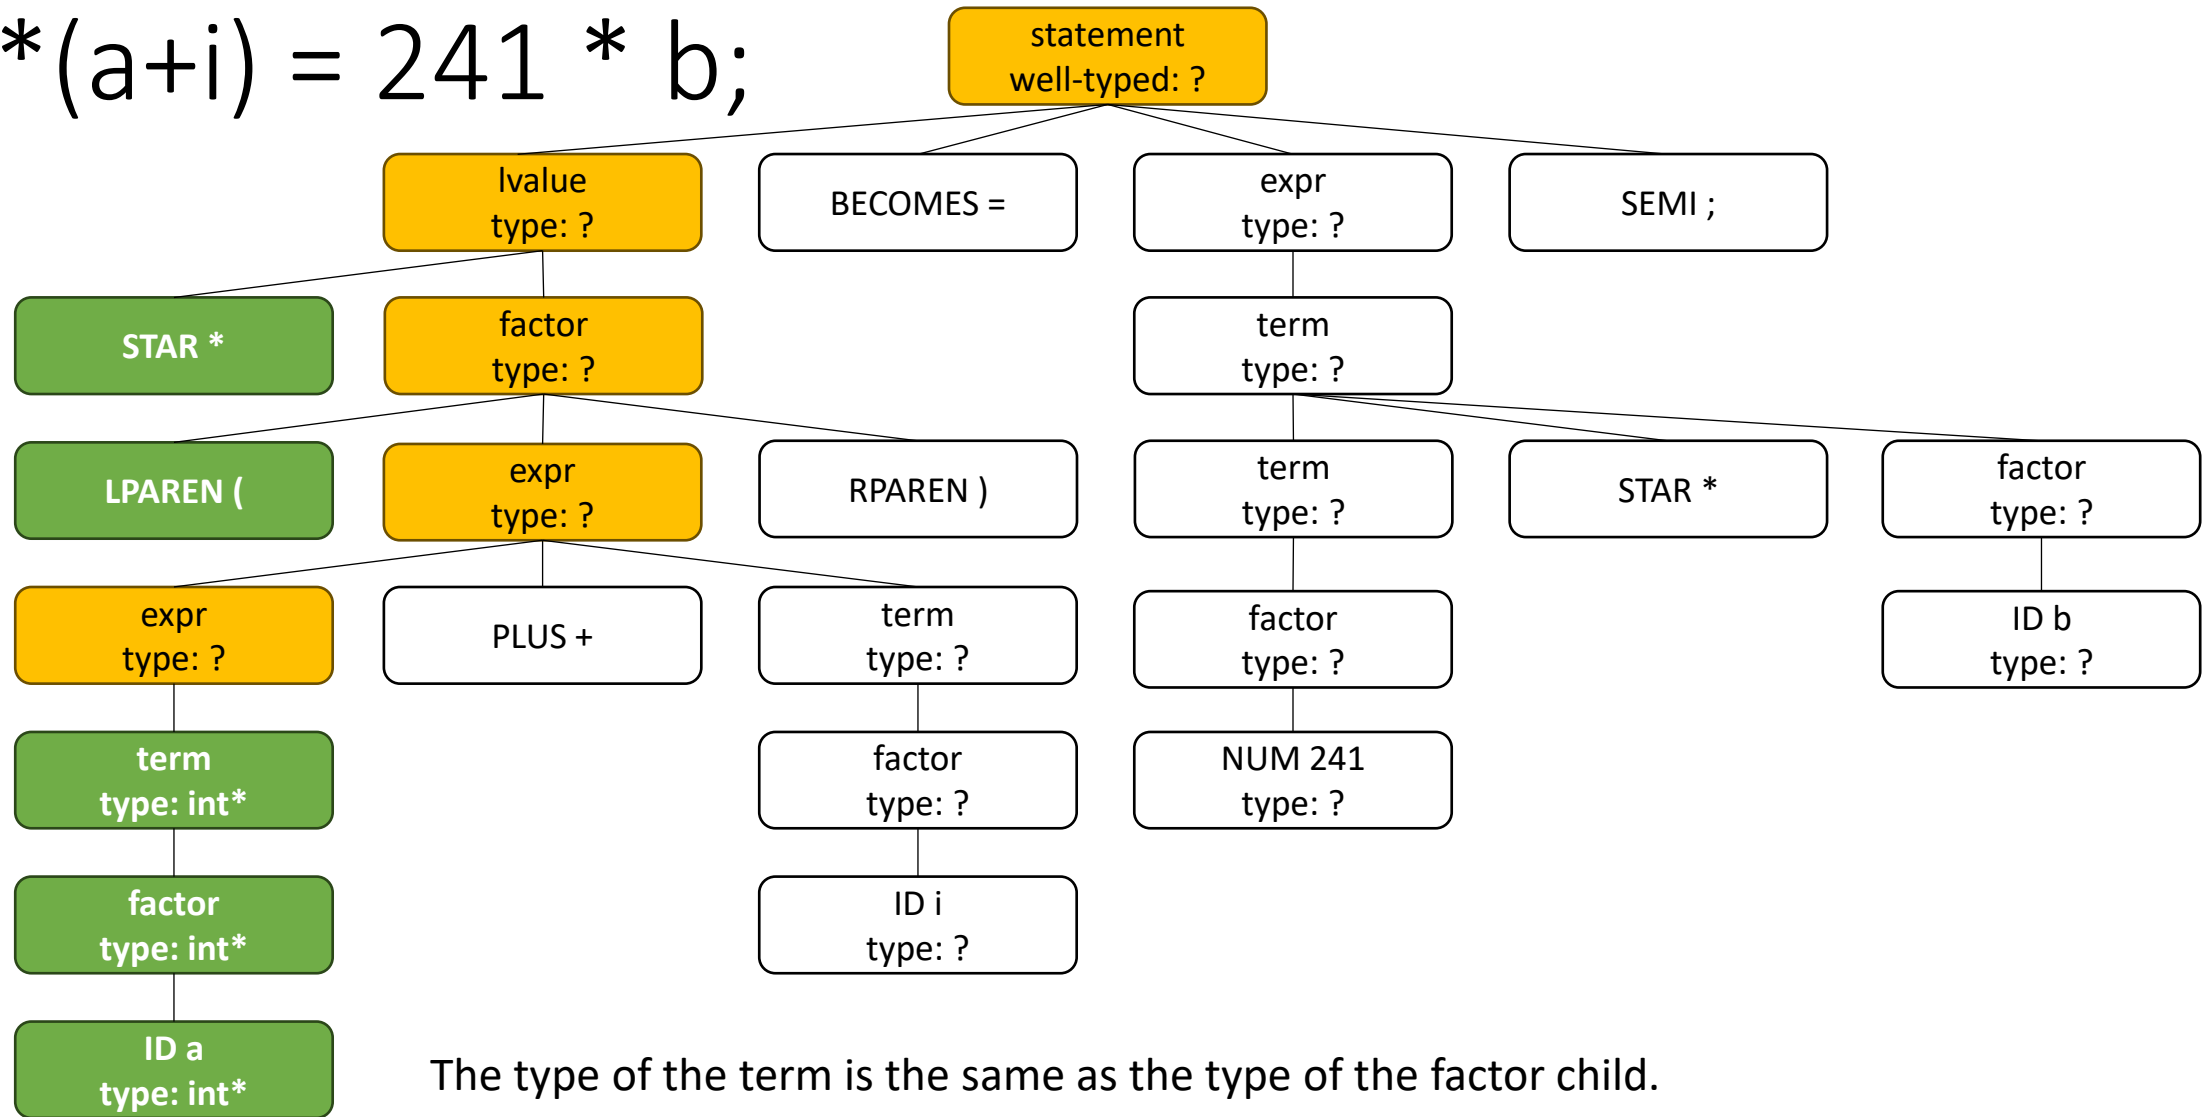 *(a+i) = 241 * b;
statement
well-typed: ?
lvalue
type: ?
BECOMES =
expr
type: ?
SEMI ;
STAR *
factor
type: ?
term
type: ?
LPAREN (
expr
type: ?
RPAREN )
term
type: ?
STAR *
factor
type: ?
expr
type: ?
PLUS +
term
type: ?
factor
type: ?
ID b
type: ?
term
type: int*
factor
type: ?
NUM 241
type: ?
factor
type: int*
ID i
type: ?
ID a
type: int*
The type of the term is the same as the type of the factor child.